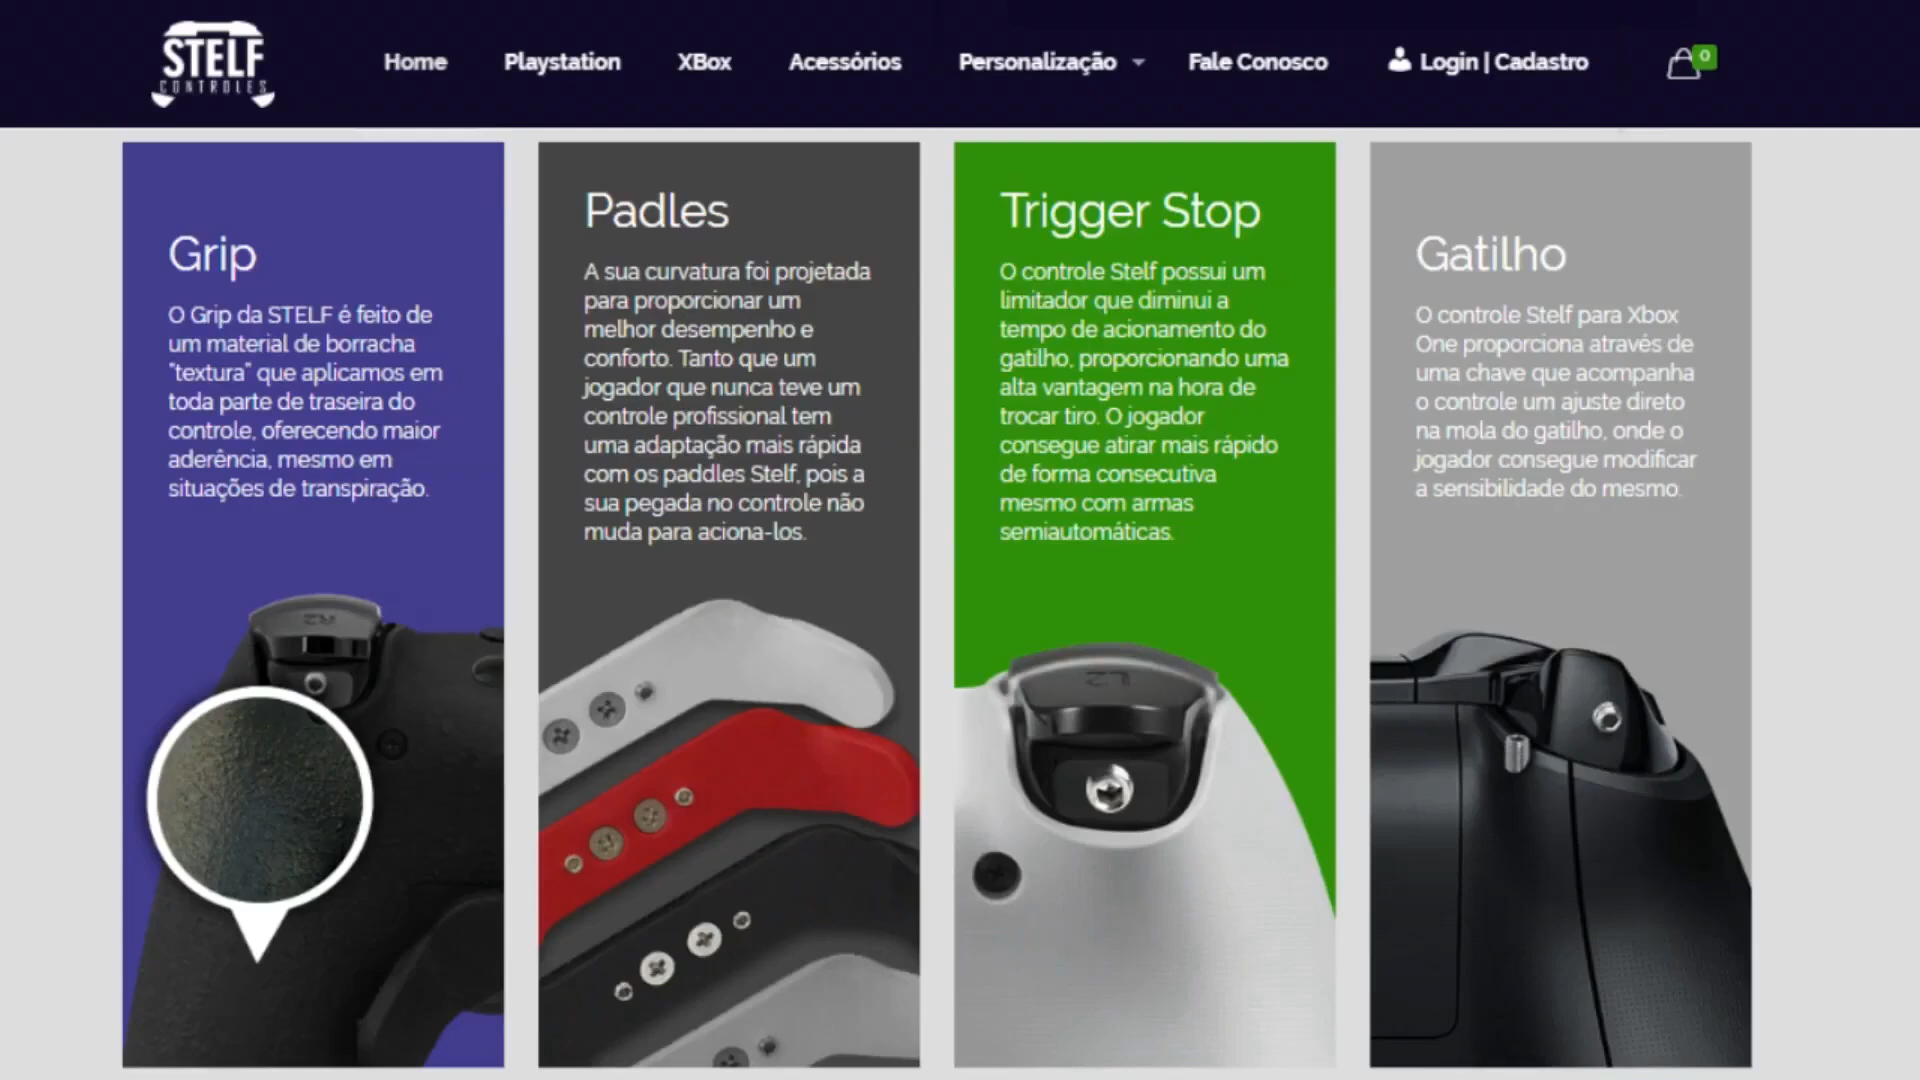 STELF
CONTROLES
Home
Playstation
XBox
Acessórios
Personalização
Fale Conosco
Login | Cadastro
0
Grip
O Grip da STELF é feito de
um material de borracha
"textura" que aplicamos em
toda parte de traseira do
controle, oferecendo maior
aderência, mesmo em
situações de transpiração.
R2
Padles
A sua curvatura foi projetada
para proporcionar um
melhor desempenho e
conforto. Tanto que um
jogador que nunca teve um
controle profissional tem
uma adaptação mais rápida
com os paddles Stelf, pois a
sua pegada no controle não
muda para aciona-los.
Trigger Stop
O controle Stelf possui um
limitador que diminui a
tempo de acionamento do
gatilho, proporcionando uma
alta vantagem na hora de
trocar tiro. O jogador
consegue atirar mais rápido
de forma consecutiva
mesmo com armas
semiautomáticas.
L2
Gatilho
O controle Stelf para Xbox
One proporciona através de
uma chave que acompanha
o controle um ajuste direto
na mola do gatilho, onde o
jogador consegue modificar
a sensibilidade do mesmo.